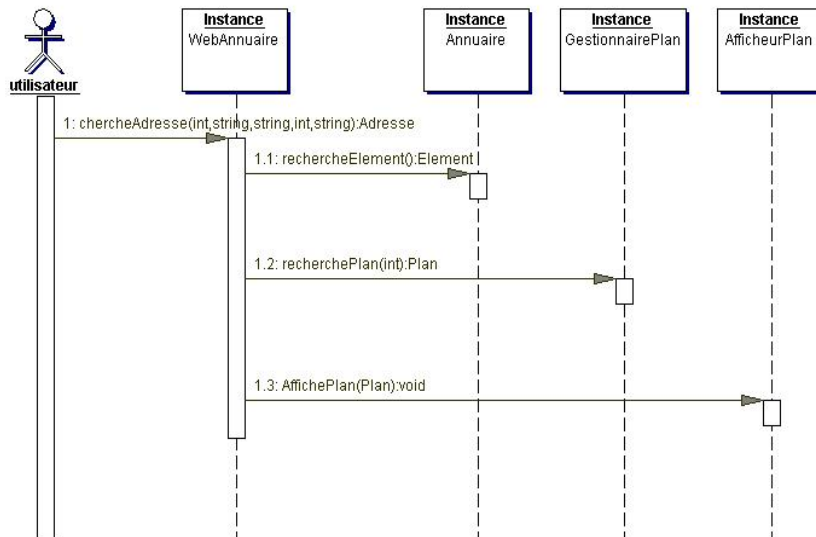 Instance
WebAnnuaire
Instance
Annuaire
Instance
GestionnairePlan
Instance
AfficheurPlan
utilisateur
1: chercheAdresse(int,string,string,int,string):Adresse
1.1: rechercheElement():Element
1.2: recherchePlan(int):Plan
1.3: AffichePlan(Plan):void